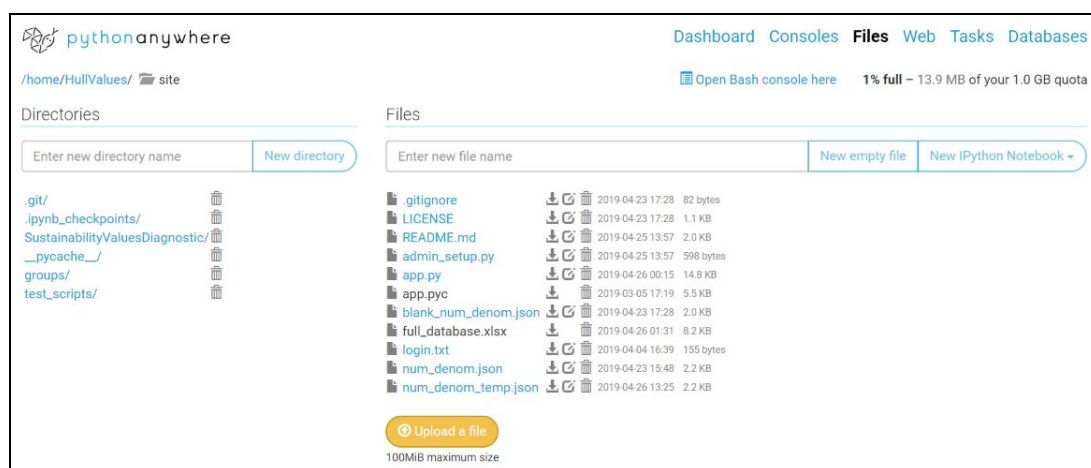 pythonanywhere
Dashboard Consoles Files Web Tasks Databases
/home/HullValues/ site
Open Bash console here 1% full – 13.9 MB of your 1.0 GB quota
Directories
Enter new directory name New directory
.git/
.ipynb_checkpoints/
SustainabilityValuesDiagnostic/
__pycache__/
groups/
test_scripts/
Files
Enter new file name New empty file New IPython Notebook
.gitignore 2019-04-23 17:28 82 bytes
LICENSE 2019-04-23 17:28 1.1 KB
README.md 2019-04-25 13:57 2.0 KB
admin_setup.py 2019-04-25 13:57 598 bytes
app.py 2019-04-26 00:15 14.8 KB
app.pyc 2019-03-05 17:19 5.5 KB
blank_num_denom.json 2019-04-23 17:28 2.0 KB
full_database.xlsx 2019-04-26 01:31 8.2 KB
login.txt 2019-04-04 16:39 155 bytes
num_denom.json 2019-04-23 15:48 2.2 KB
num_denom_temp.json 2019-04-26 13:25 2.2 KB
Upload a file
100MiB maximum size